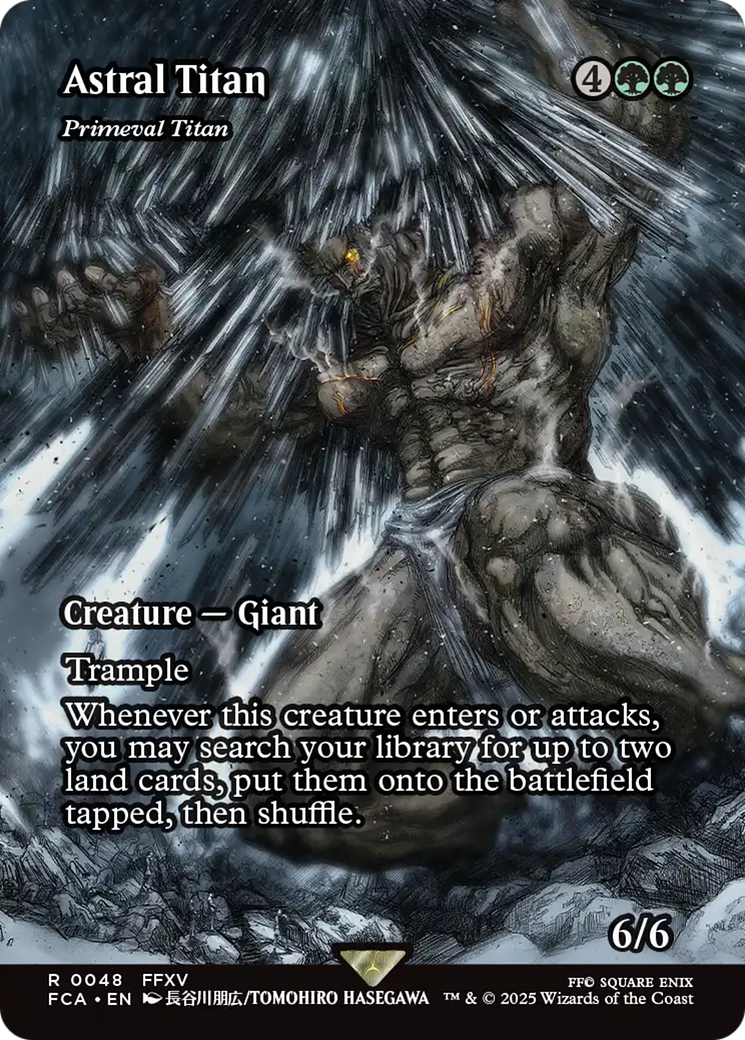 Astral Titan 4
Primeval Titan
Creature — Giant
Trample
Whenever this creature enters or attacks,
you may search your library for up to two
land cards, put them onto the battlefield
tapped, then shuffle.
6/6
R 0048 FFXV
FF© SQUARE ENIX
FCA • EN 長谷川朋広/TOMOHIRO HASEGAWA ™ & © 2025 Wizards of the Coast